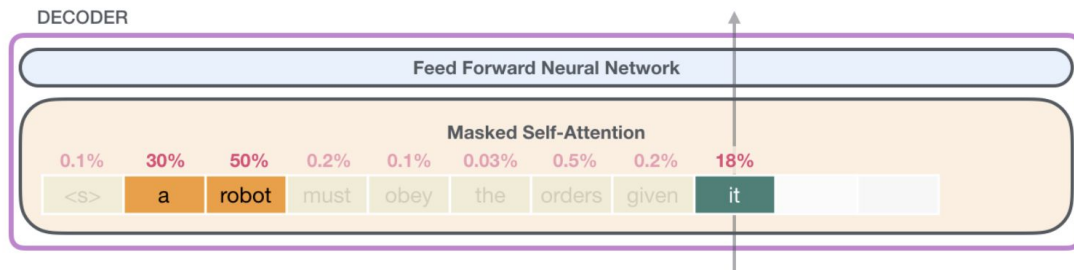 DECODER
Feed Forward Neural Network
Masked Self-Attention
0.1% 30% 50% 0.2% 0.1% 0.03% 0.5% 0.2% 18%
<s> a robot must obey the orders given it